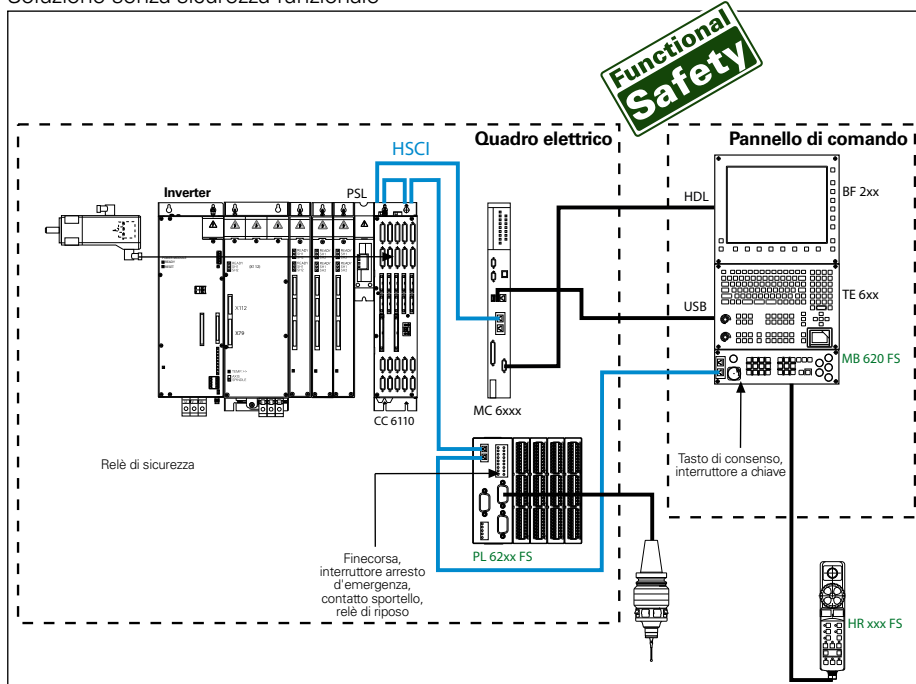 Soluzione senza sicurezza funzionale
Functional
Safety
Quadro elettrico
Pannello di comando
HSCI
Inverter
PSL
HDL
BF 2xx
USB
TE 6xx
MB 620 FS
X112
X79
CC 6110
MC 6xxx
Relè di sicurezza
Tasto di consenso,
interruttore a chiave
PL 62xx FS
Finecorsa,
interruttore arresto
d'emergenza,
contatto sportello,
relè di riposo
HR xxx FS